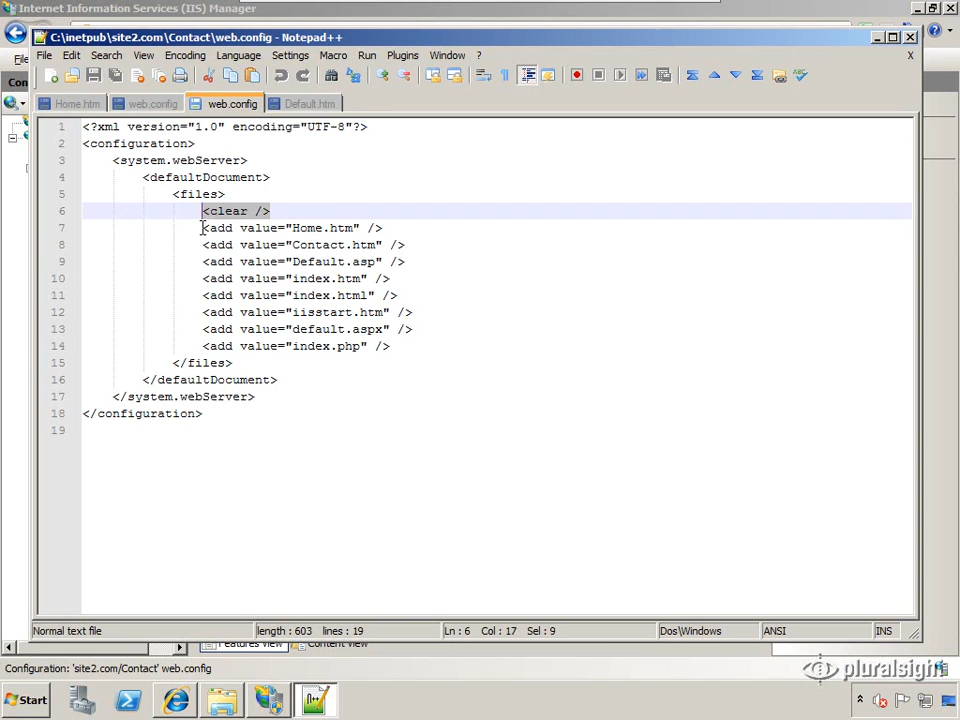 Internet Information Services (IIS) Manager
C:\inetpub\site2.com\Contact\web.config - Notepad++
File Edit Search View Encoding Language Settings Macro Run Plugins Window ? X
Home.htm web.config web.config Default.htm
1 <?xml version="1.0" encoding="UTF-8"?>
2 <configuration>
3 <system.webServer>
4 <defaultDocument>
5 <files>
6 <clear />
7 <add value="Home.htm" />
8 <add value="Contact.htm" />
9 <add value="Default.asp" />
10 <add value="index.htm" />
11 <add value="index.html" />
12 <add value="iisstart.htm" />
13 <add value="default.aspx" />
14 <add value="index.php" />
15 </files>
16 </defaultDocument>
17 </system.webServer>
18 </configuration>
19
Normal text file length : 603 lines : 19 Ln : 6 Col : 17 Sel : 9 Dos\Windows ANSI INS
Features View Content View
Configuration: 'site2.com/Contact' web.config
pluralsight
Start